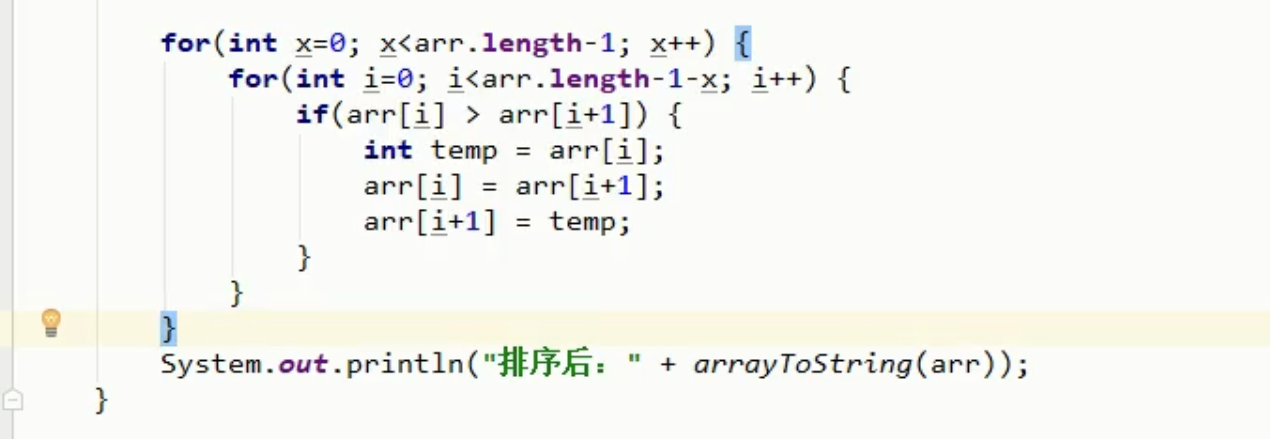 for(int x=0; x<arr.length-1; x++) {
for(int i=0; i<arr.length-1-x; i++) {
if(arr[i] > arr[i+1]) {
int temp = arr[i];
arr[i] = arr[i+1];
arr[i+1] = temp;
}
}
}
System.out.println("排序后：" + arrayToString(arr));
}